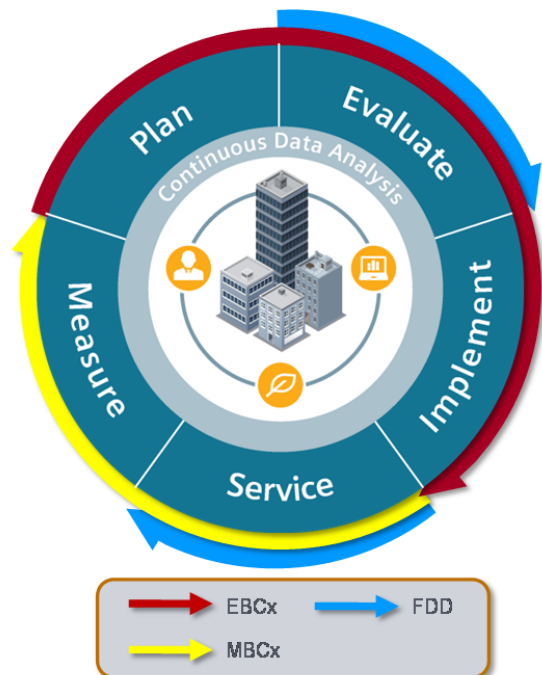 Plan
Evaluate
Implement
Service
Measure
Continuous Data Analysis
EBCx
FDD
MBCx